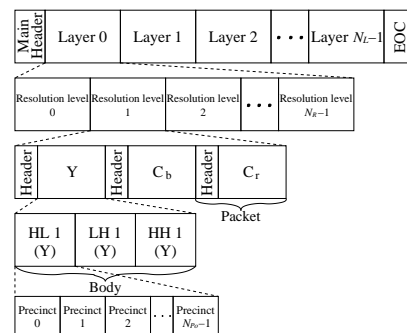 Main Header Layer 0 Layer 1 Layer 2 ••• Layer N_L−1 EOC
Resolution level 0 Resolution level 1 Resolution level 2 ••• Resolution level N_R−1
Header Y Header C_b Header C_r
Packet
HL 1 (Y) LH 1 (Y) HH 1 (Y)
Body
Precinct 0 Precinct 1 Precinct 2 ••• Precinct